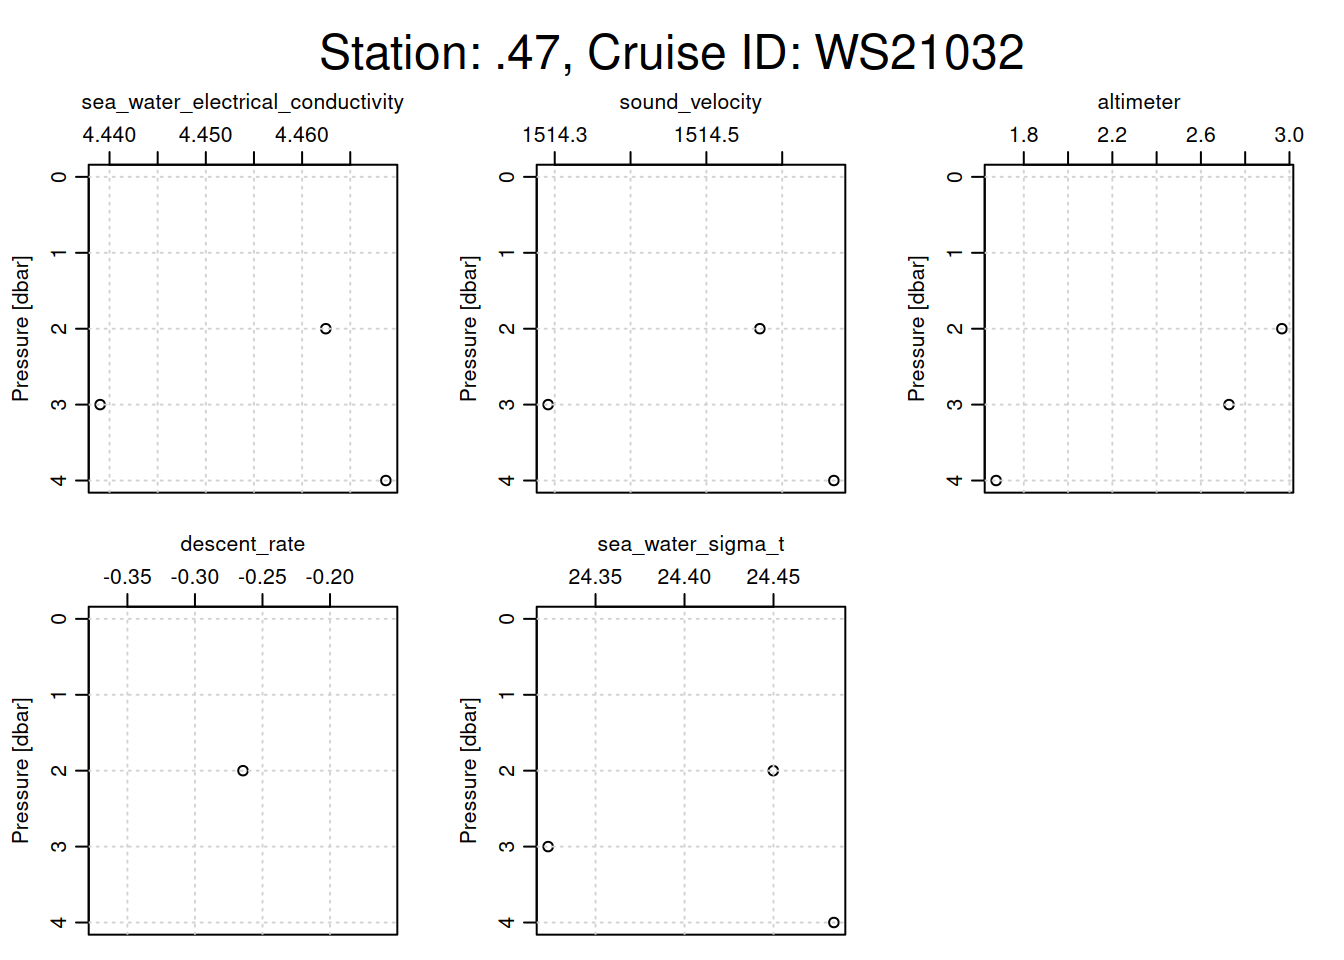 Station: .47, Cruise ID: WS21032
sea_water_electrical_conductivity
4.440 4.450 4.460
Pressure [dbar]
0
1
2
3
4
sound_velocity
1514.3 1514.5
Pressure [dbar]
0
1
2
3
4
altimeter
1.8 2.2 2.6 3.0
Pressure [dbar]
0
1
2
3
4
descent_rate
-0.35 -0.30 -0.25 -0.20
Pressure [dbar]
0
1
2
3
4
sea_water_sigma_t
24.35 24.40 24.45
Pressure [dbar]
0
1
2
3
4